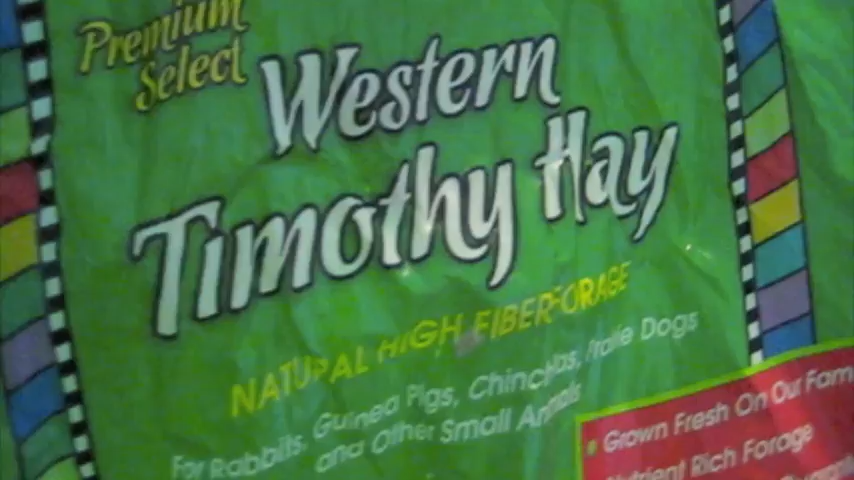 Premium
Select
Western
Timothy Hay
NATURAL HIGH FIBER FORAGE
For Rabbits, Guinea Pigs, Chinchillas, Prairie Dogs
and Other Small Animals
Grown Fresh On Our Farm
Nutrient Rich Forage